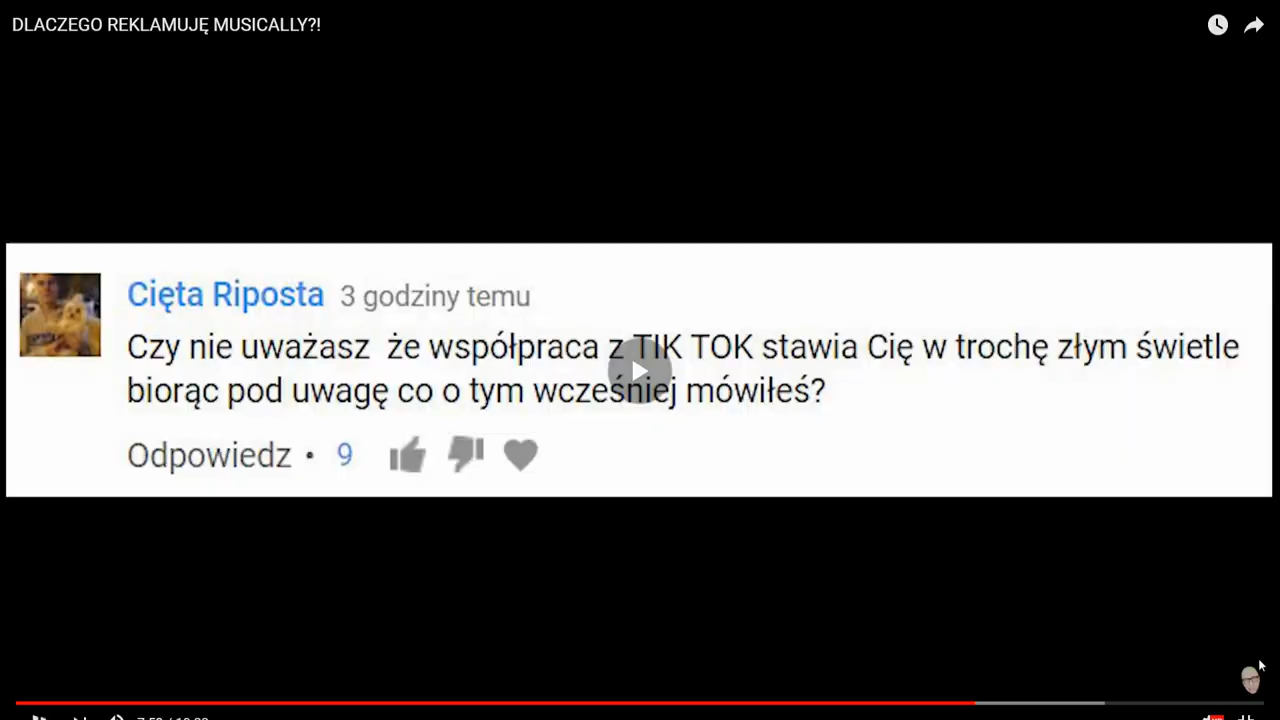 DLACZEGO REKLAMUJĘ MUSICALLY?!
Cięta Riposta 3 godziny temu
Czy nie uważasz że współpraca z TIK TOK stawia Cię w trochę złym świetle
biorąc pod uwagę co o tym wcześniej mówiłeś?
Odpowiedz • 9